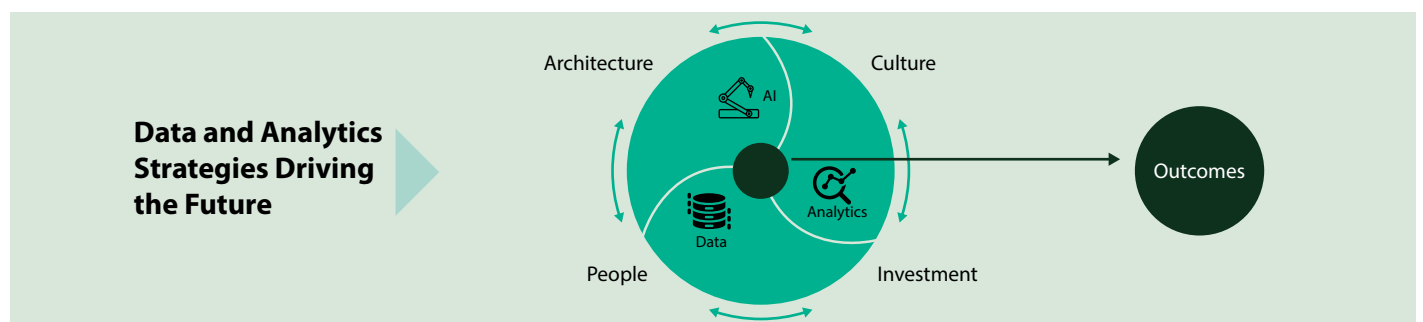 Data and Analytics
Strategies Driving
the Future
Architecture
Culture
AI
Analytics
Data
People
Investment
Outcomes